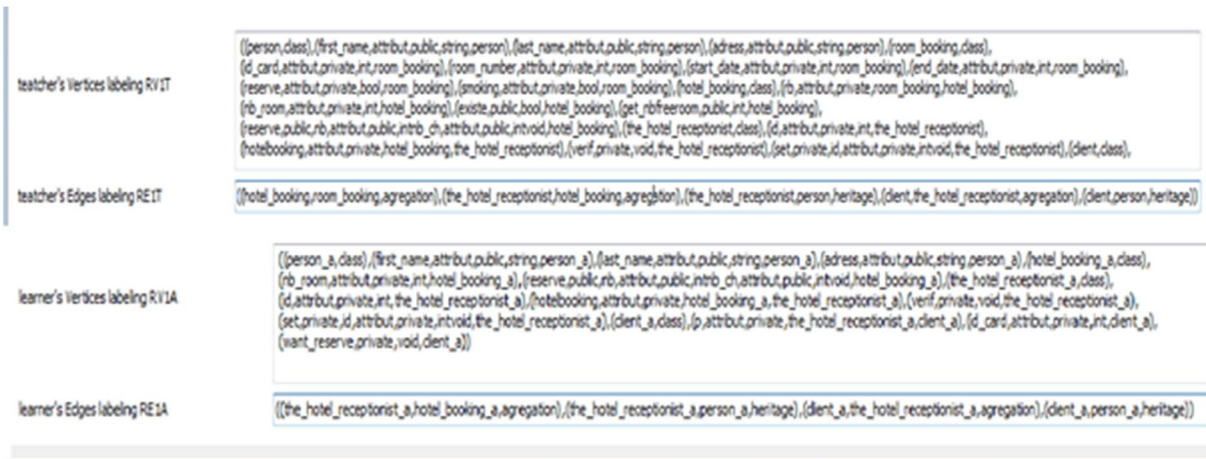 ((person,class),(first_name,attribut,public,string,person),(last_name,attribut,public,string,person),(adress,attribut,public,string,person),(room_booking,class),
(id_card,attribut,private,int,room_booking),(room_number,attribut,private,int,room_booking),(start_date,attribut,private,int,room_booking),(end_date,attribut,private,int,room_booking),
teatcher's Vertices labeling RV1T
(reserve,attribut,private,bool,room_booking),(smoking,attribut,private,bool,room_booking),(hotel_booking,class),(rb,attribut,private,room_booking,hotel_booking),
(nb_room,attribut,private,int,hotel_booking),(existe,public,bool,hotel_booking),(get_nbfreeroom,public,int,hotel_booking),
(reserve,public,nb,attribut,public,intnb_ch,attribut,public,intvoid,hotel_booking),(the_hotel_receptionist,class),(id,attribut,private,int,the_hotel_receptionist),
(hotelbooking,attribut,private,hotel_booking,the_hotel_receptionist),(verif,private,void,the_hotel_receptionist),(set,private,id,attribut,private,intvoid,the_hotel_receptionist),(client,class),
teatcher's Edges labeling RE1T
((hotel_booking,room_booking,agregation),(the_hotel_receptionist,hotel_booking,agregation),(the_hotel_receptionist,person,heritage),(client,the_hotel_receptionist,agregation),(client,person,heritage))
((person_a,class),(first_name,attribut,public,string,person_a),(last_name,attribut,public,string,person_a),(adress,attribut,public,string,person_a),(hotel_booking_a,class),
(nb_room,attribut,private,int,hotel_booking_a),(reserve,public,nb,attribut,public,intnb_ch,attribut,public,intvoid,hotel_booking_a),(the_hotel_receptionist_a,class),
learner's Vertices labeling RV1A
(id,attribut,private,int,the_hotel_receptionist_a),(hotelbooking,attribut,private,hotel_booking_a,the_hotel_receptionist_a),(verif,private,void,the_hotel_receptionist_a),
(set,private,id,attribut,private,intvoid,the_hotel_receptionist_a),(client_a,class),(p,attribut,private,the_hotel_receptionist_a,client_a),(id_card,attribut,private,int,client_a),
(want_reserve,private,void,client_a))
learner's Edges labeling RE1A
((the_hotel_receptionist_a,hotel_booking_a,agregation),(the_hotel_receptionist_a,person_a,heritage),(client_a,the_hotel_receptionist_a,agregation),(client_a,person_a,heritage))